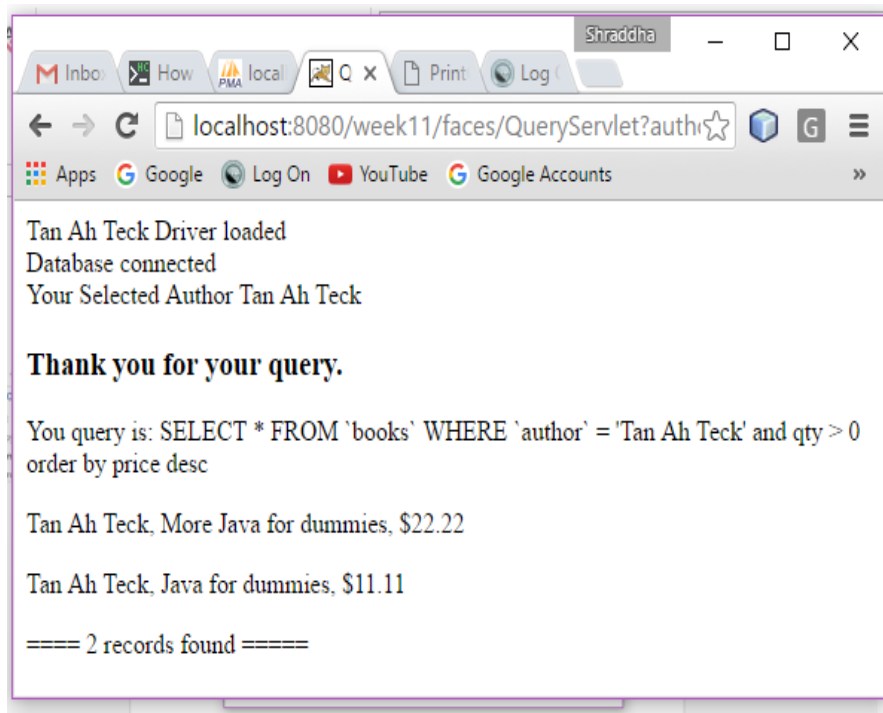 Shraddha
Inbo How local Q Print Log
localhost:8080/week11/faces/QueryServlet?auth
G
Apps Google Log On YouTube Google Accounts »
Tan Ah Teck Driver loaded
Database connected
Your Selected Author Tan Ah Teck
Thank you for your query.
You query is: SELECT * FROM `books` WHERE `author` = 'Tan Ah Teck' and qty > 0
order by price desc
Tan Ah Teck, More Java for dummies, $22.22
Tan Ah Teck, Java for dummies, $11.11
==== 2 records found =====